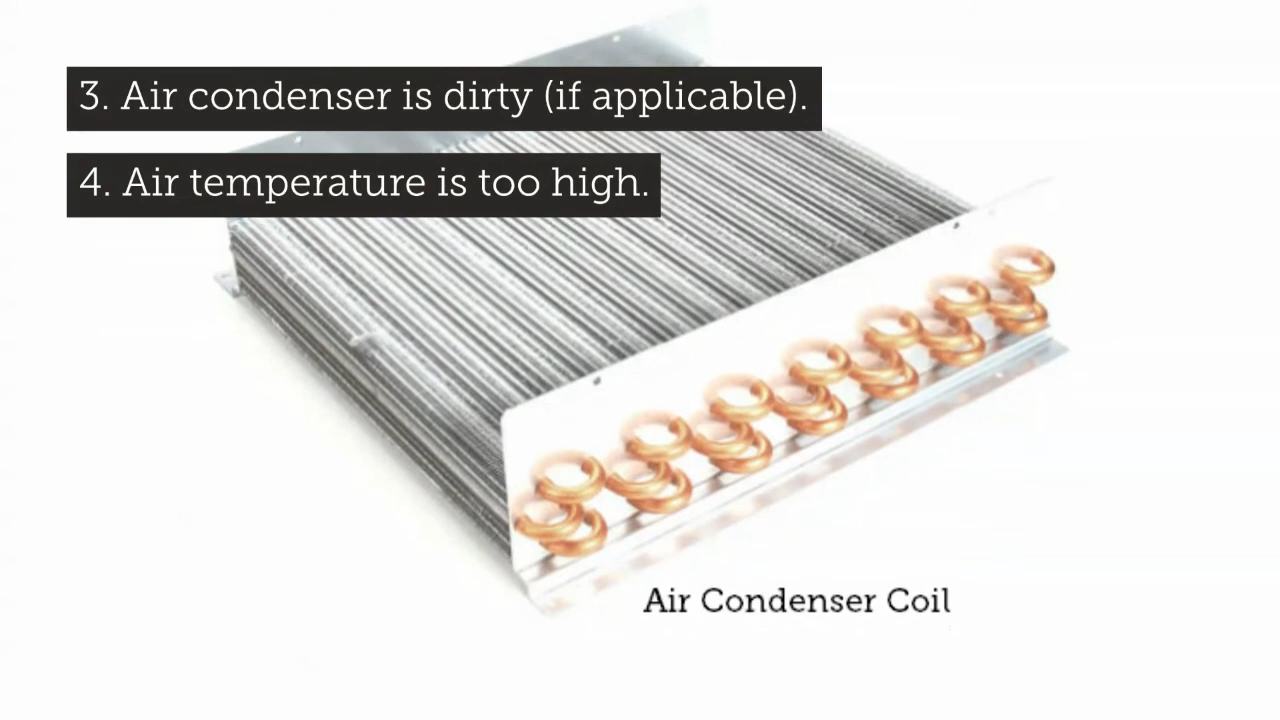 3. Air condenser is dirty (if applicable).
4. Air temperature is too high.
Air Condenser Coil